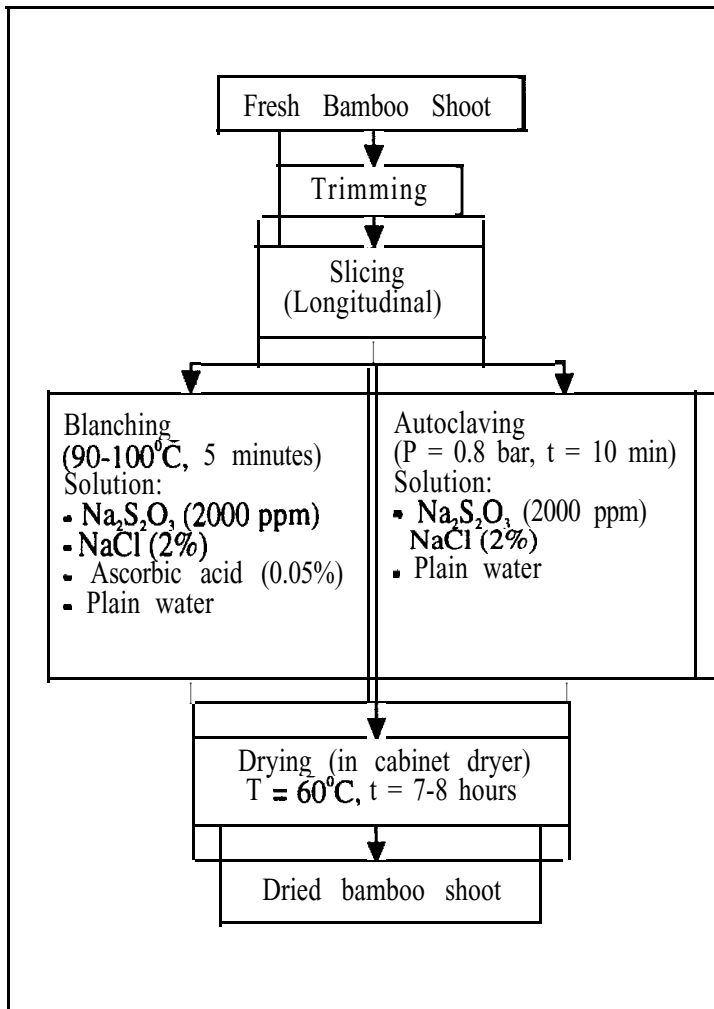 Fresh Bamboo Shoot
Trimming
Slicing
(Longitudinal)
Blanching
(90-100°C, 5 minutes)
Solution:
- Na₂S₂O₃ (2000 ppm)
- NaCl (2%)
- Ascorbic acid (0.05%)
- Plain water
Autoclaving
(P = 0.8 bar, t = 10 min)
Solution:
- Na₂S₂O₃ (2000 ppm)
NaCl (2%)
- Plain water
Drying (in cabinet dryer)
T = 60°C, t = 7-8 hours
Dried bamboo shoot